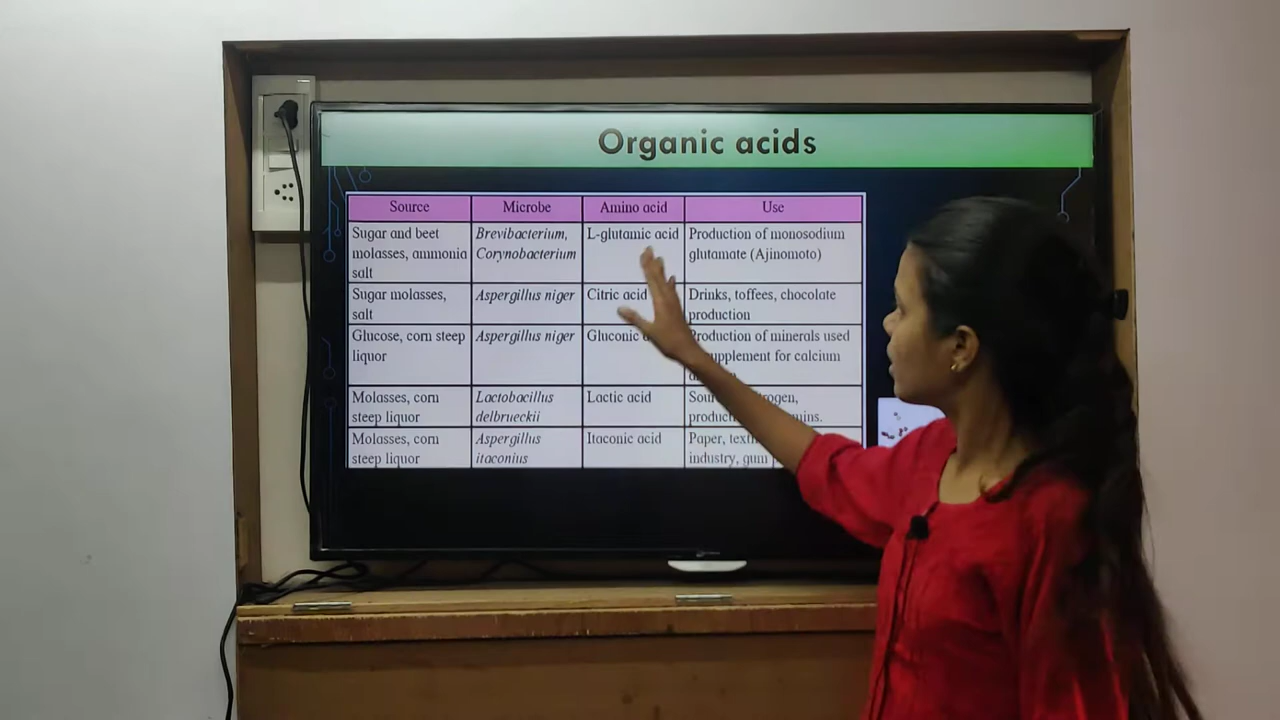 Organic acids
Source Microbe Amino acid Use
Sugar and beet Brevibacterium, L-glutamic acid Production of monosodium
molasses, ammonia Corynobacterium glutamate (Ajinomoto)
salt
Sugar molasses, Aspergillus niger Citric acid Drinks, toffees, chocolate
salt production
Glucose, corn steep Aspergillus niger Gluconic Production of minerals used
liquor supplement for calcium
Molasses, corn Lactobacillus Lactic acid
steep liquor delbrueckii
Molasses, corn Aspergillus Itaconic acid Paper,
steep liquor itaconius industry, gum